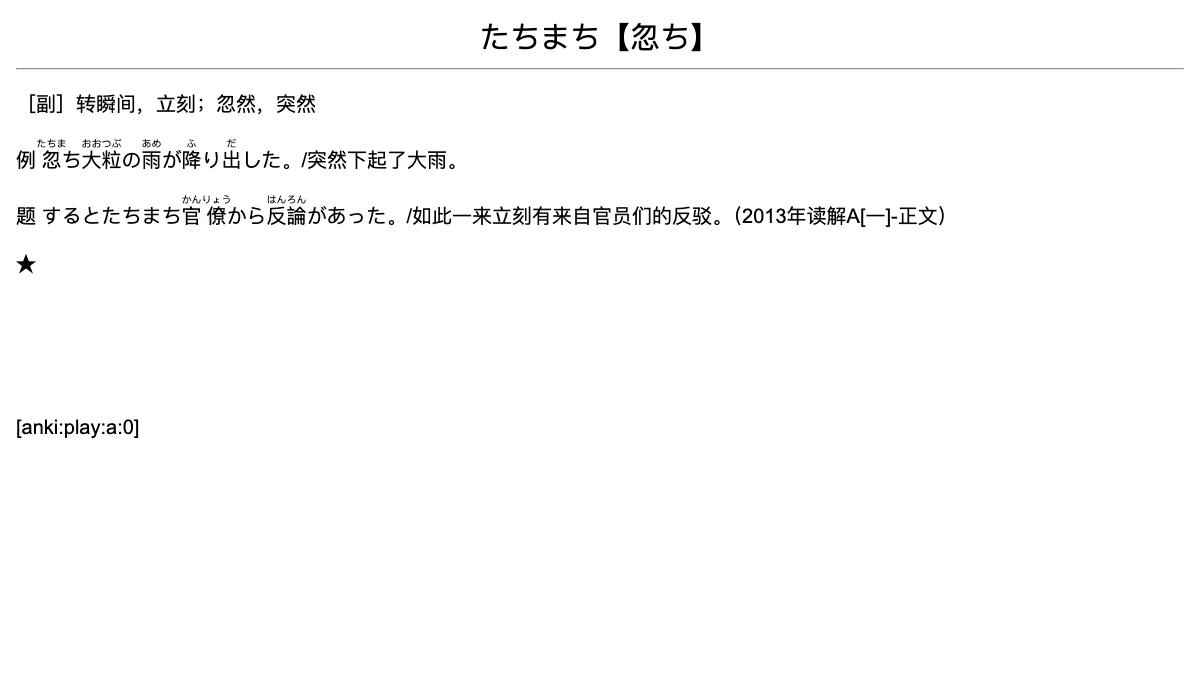 たちまち【忽ち】
［副］转瞬间，立刻；忽然，突然
たちま おおつぶ あめ ふ だ
例 忽ち大粒の雨が降り出した。/突然下起了大雨。
かんりょう はんろん
题 するとたちまち官僚から反論があった。/如此一来立刻有来自官员们的反驳。（2013年读解A[一]-正文）
★
[anki:play:a:0]